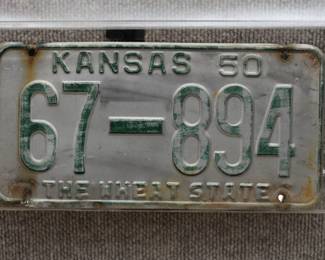 KANSAS 50
67-894
THE WHEAT STATE